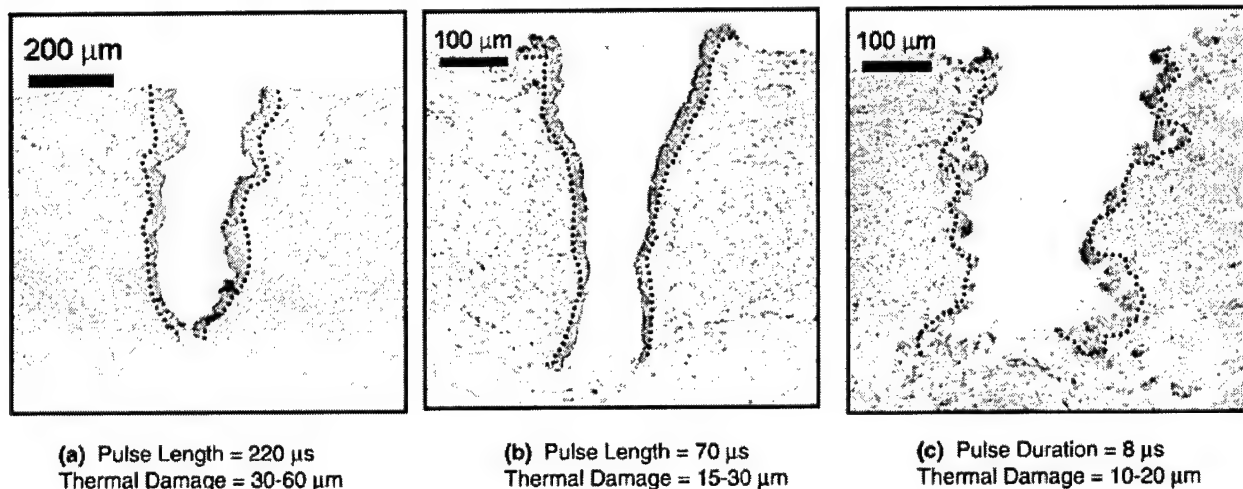 200 μm
100 μm
100 μm
(a) Pulse Length = 220 μs
Thermal Damage = 30-60 μm
(b) Pulse Length = 70 μs
Thermal Damage = 15-30 μm
(c) Pulse Duration = 8 μs
Thermal Damage = 10-20 μm